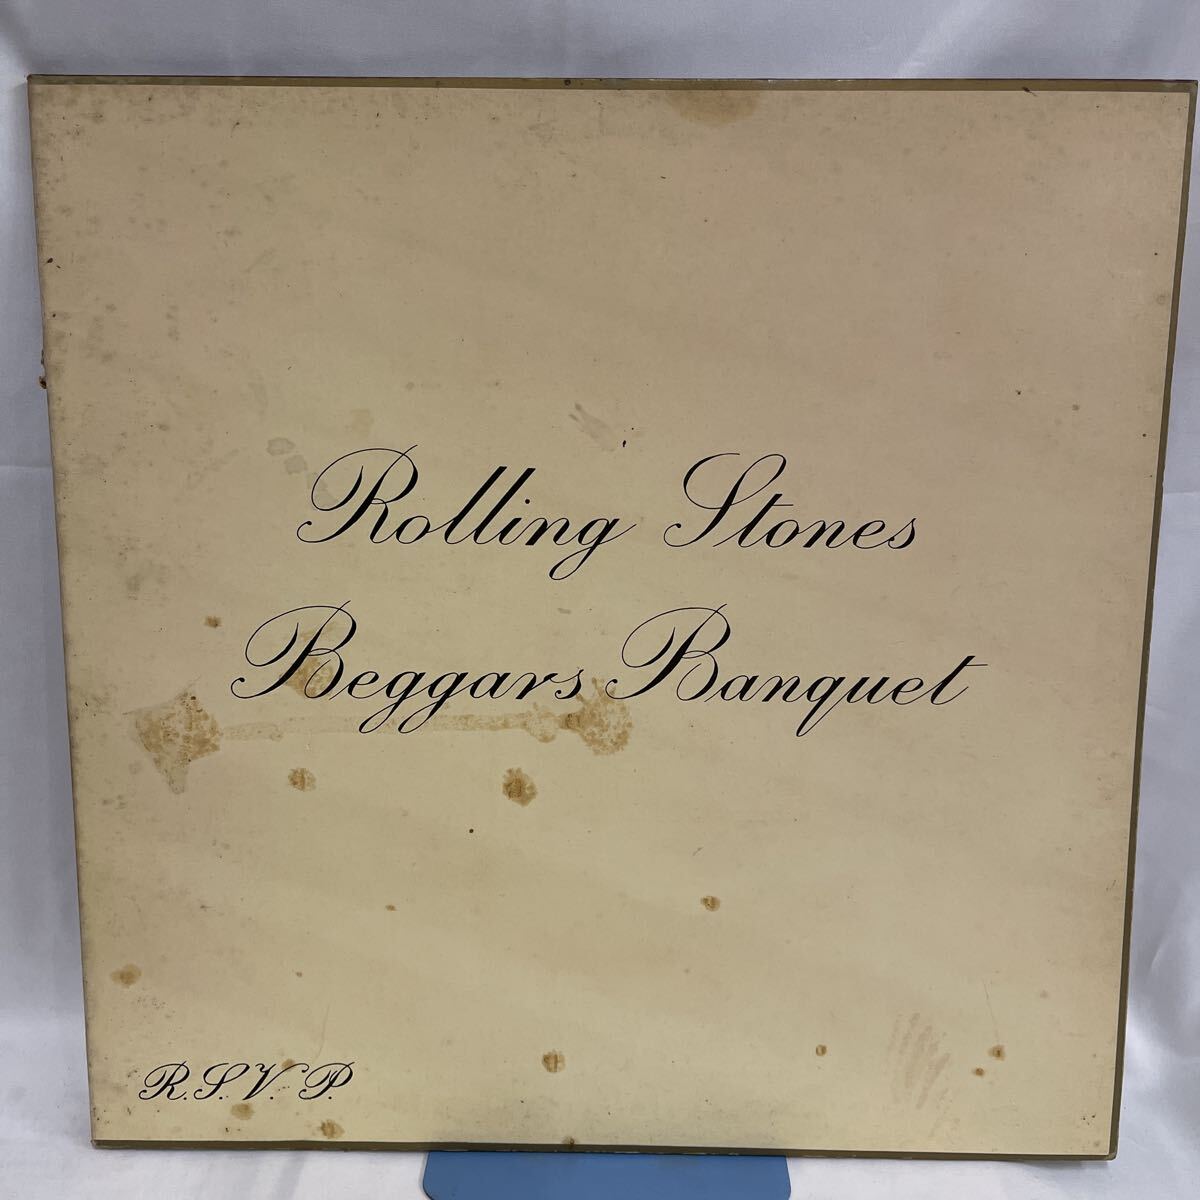 Rolling Stones
Beggars Banquet
R.S.V.P.